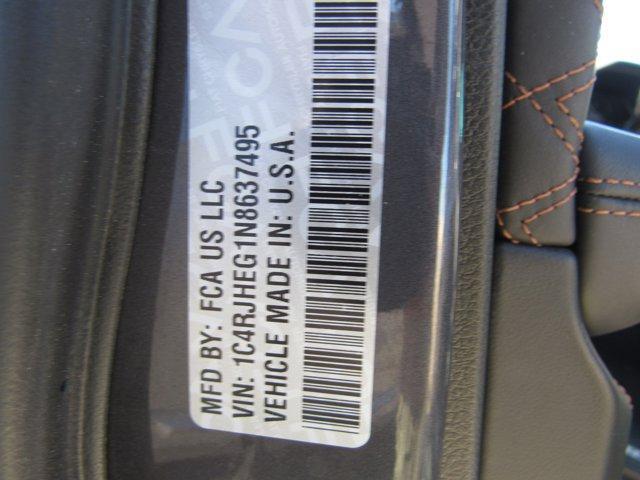 MFD BY: FCA US LLC
VIN: 1C4RJHEG1N8637495
VEHICLE MADE IN: U.S.A.